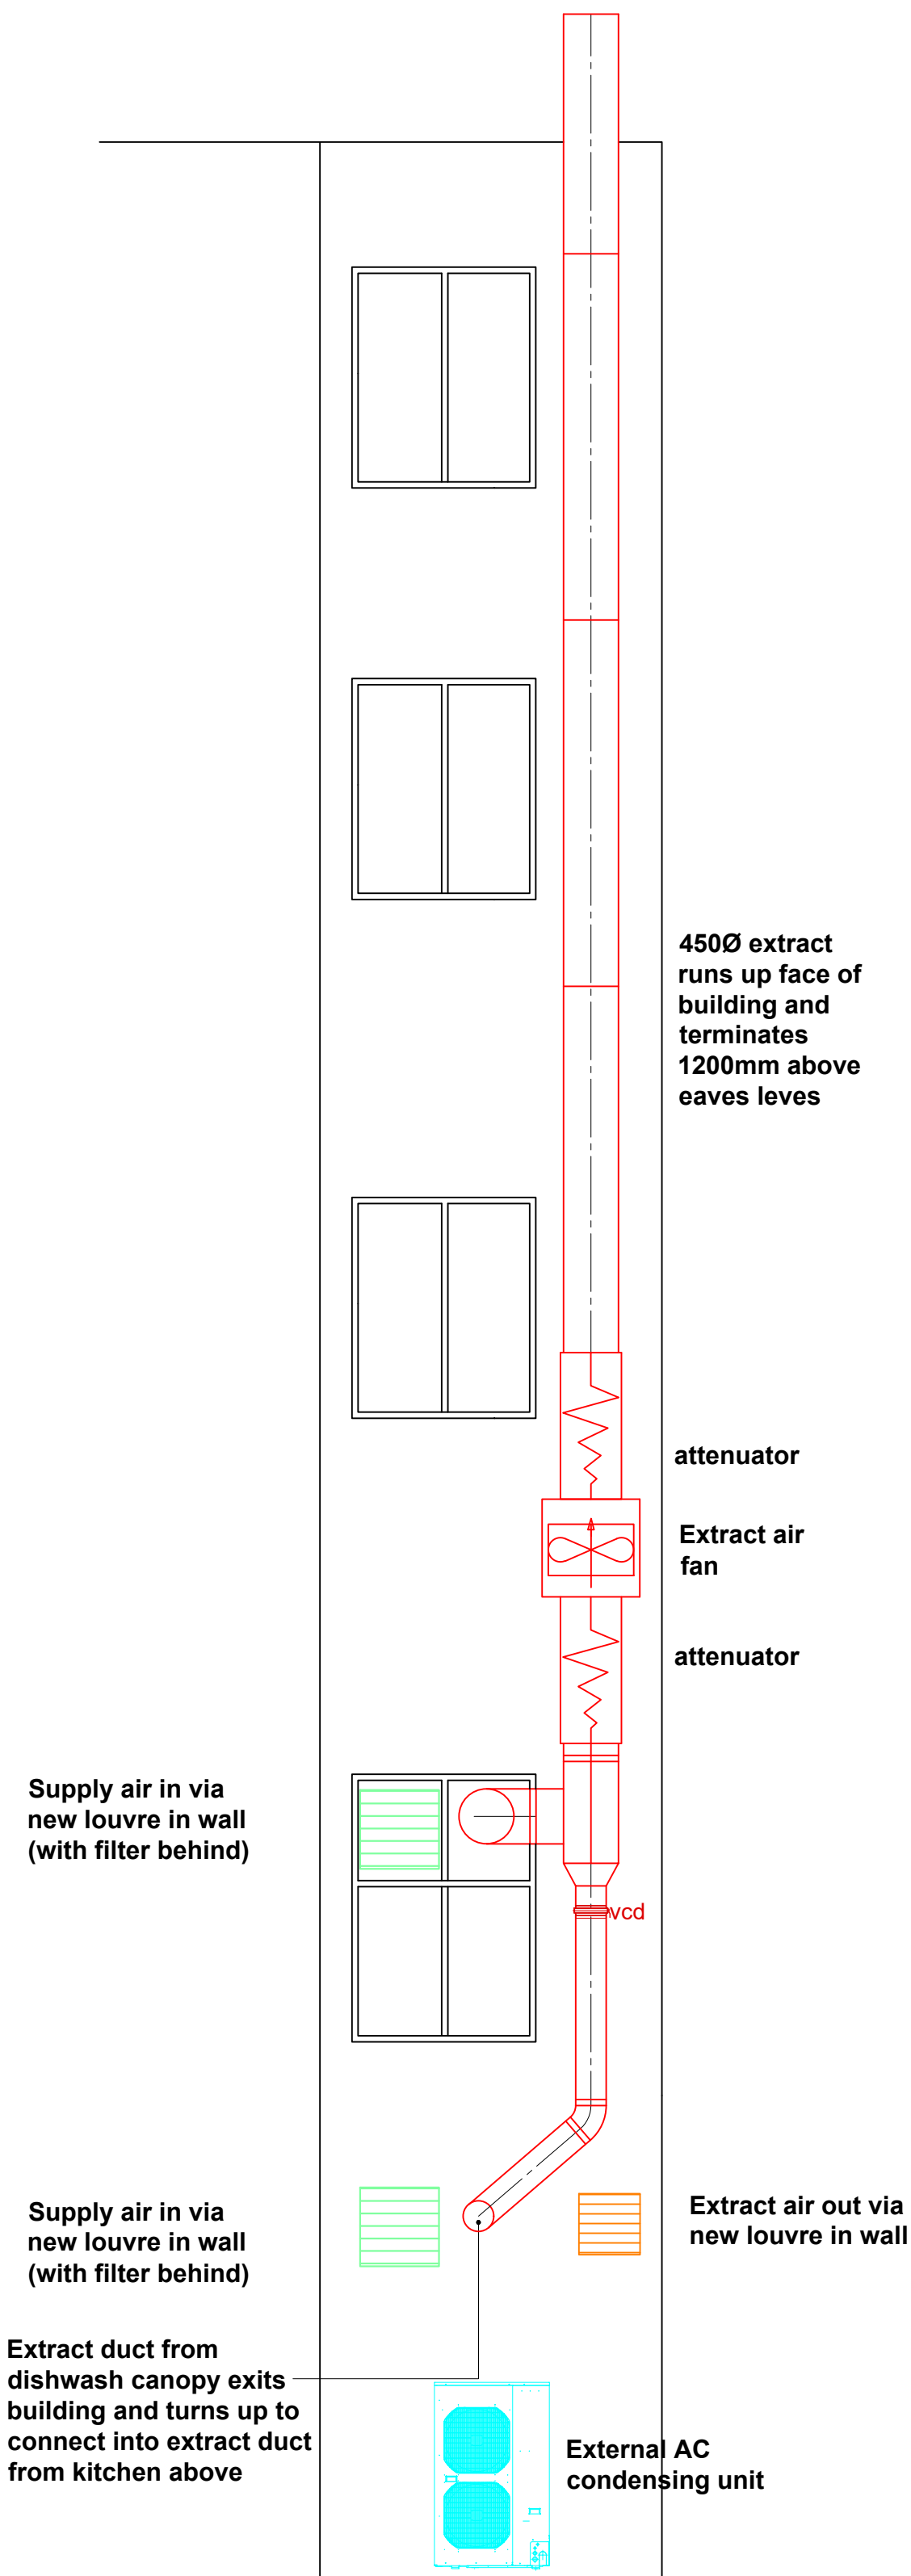 450Ø extract
runs up face of
building and
terminates
1200mm above
eaves leves
attenuator
Extract air
fan
attenuator
Supply air in via
new louvre in wall
(with filter behind)
vcd
Supply air in via
new louvre in wall
(with filter behind)
Extract air out via
new louvre in wall
Extract duct from
dishwash canopy exits
building and turns up to
connect into extract duct
from kitchen above
External AC
condensing unit